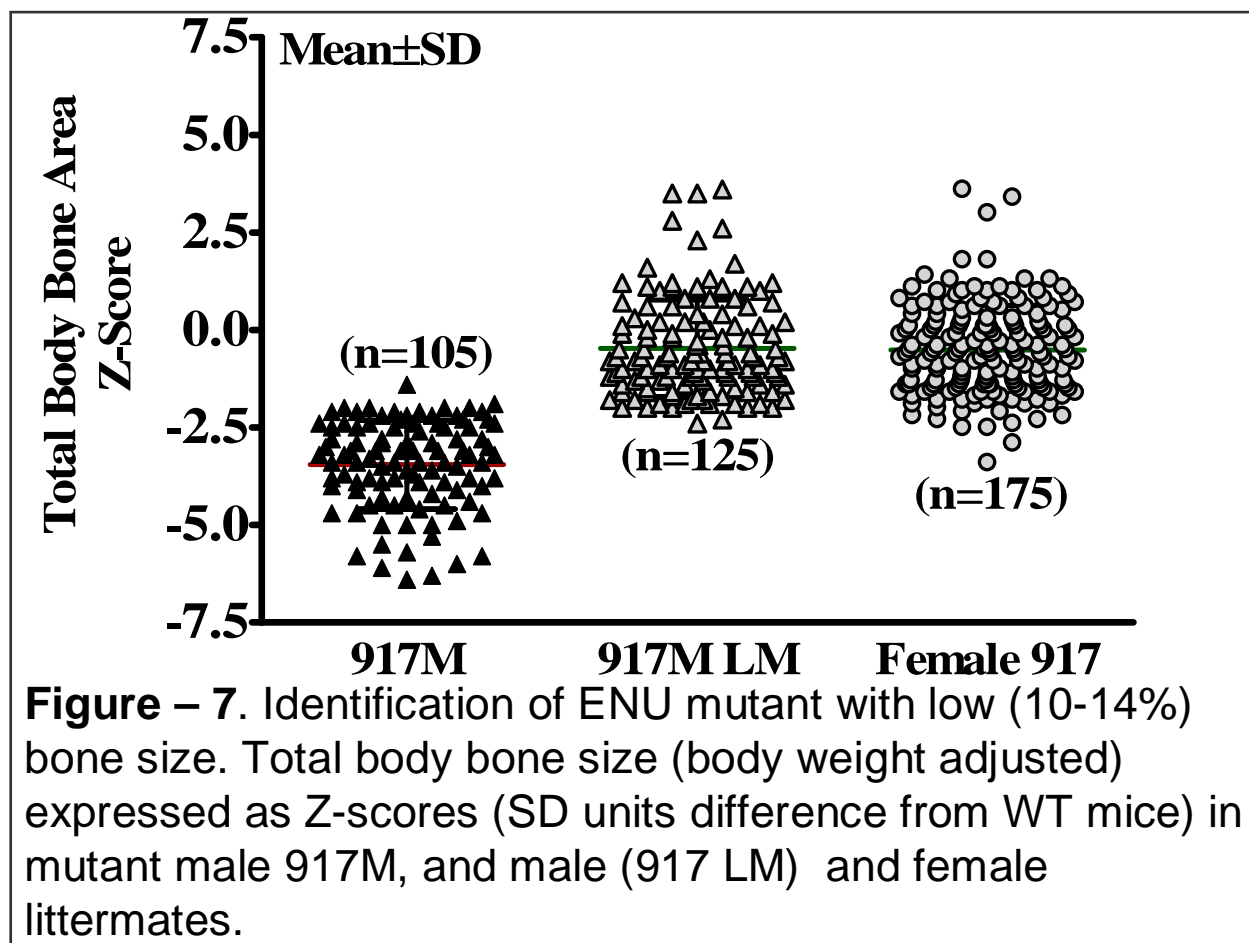 7.5
Mean±SD
5.0
2.5
0.0
-2.5
-5.0
-7.5
Total Body Bone Area
Z-Score
(n=105)
(n=125)
(n=175)
917M
917M LM
Female 917
Figure – 7. Identification of ENU mutant with low (10-14%)
bone size. Total body bone size (body weight adjusted)
expressed as Z-scores (SD units difference from WT mice) in
mutant male 917M, and male (917 LM) and female
littermates.